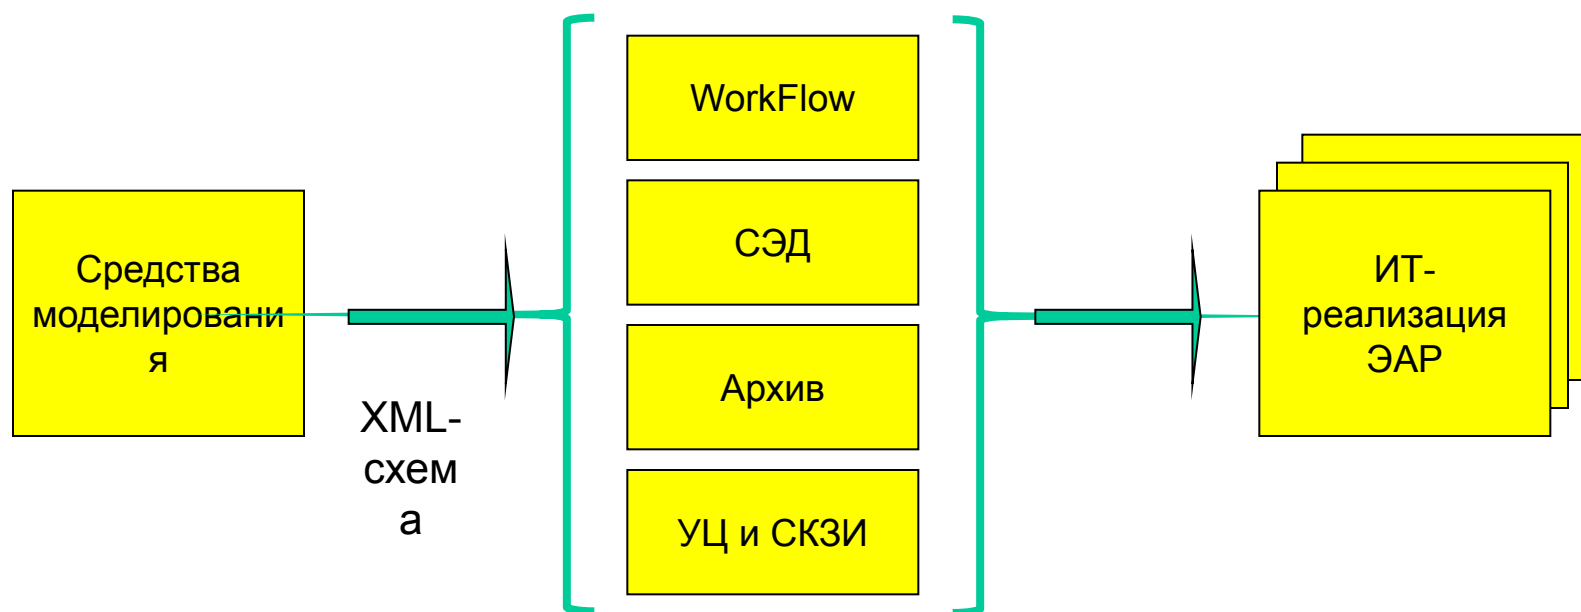 Средства
моделировани
я
XML-
схем
а
WorkFlow
СЭД
Архив
УЦ и СКЗИ
ИТ-
реализация
ЭАР